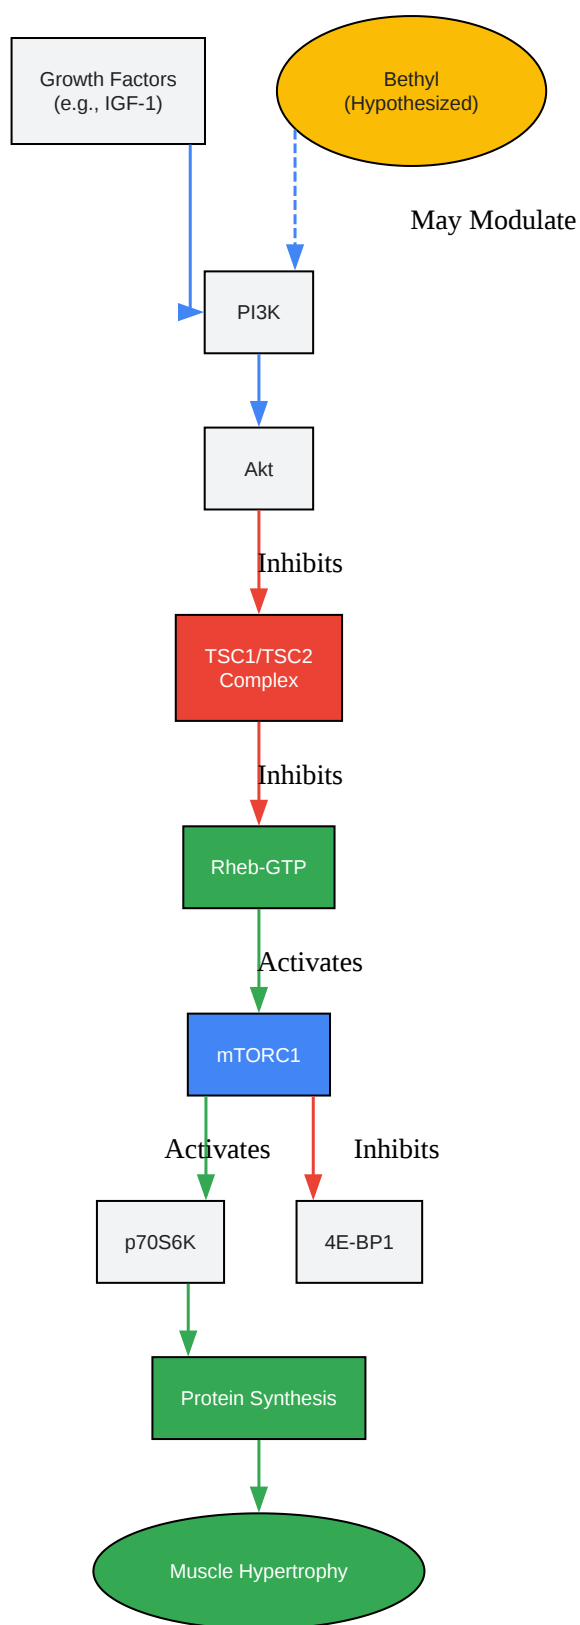 Growth Factors
(e.g., IGF-1)
Bethyl
(Hypothesized)
May Modulate
PI3K
Akt
Inhibits
TSC1/TSC2
Complex
Inhibits
Rheb-GTP
Activates
mTORC1
Activates
Inhibits
p70S6K
4E-BP1
Protein Synthesis
Muscle Hypertrophy